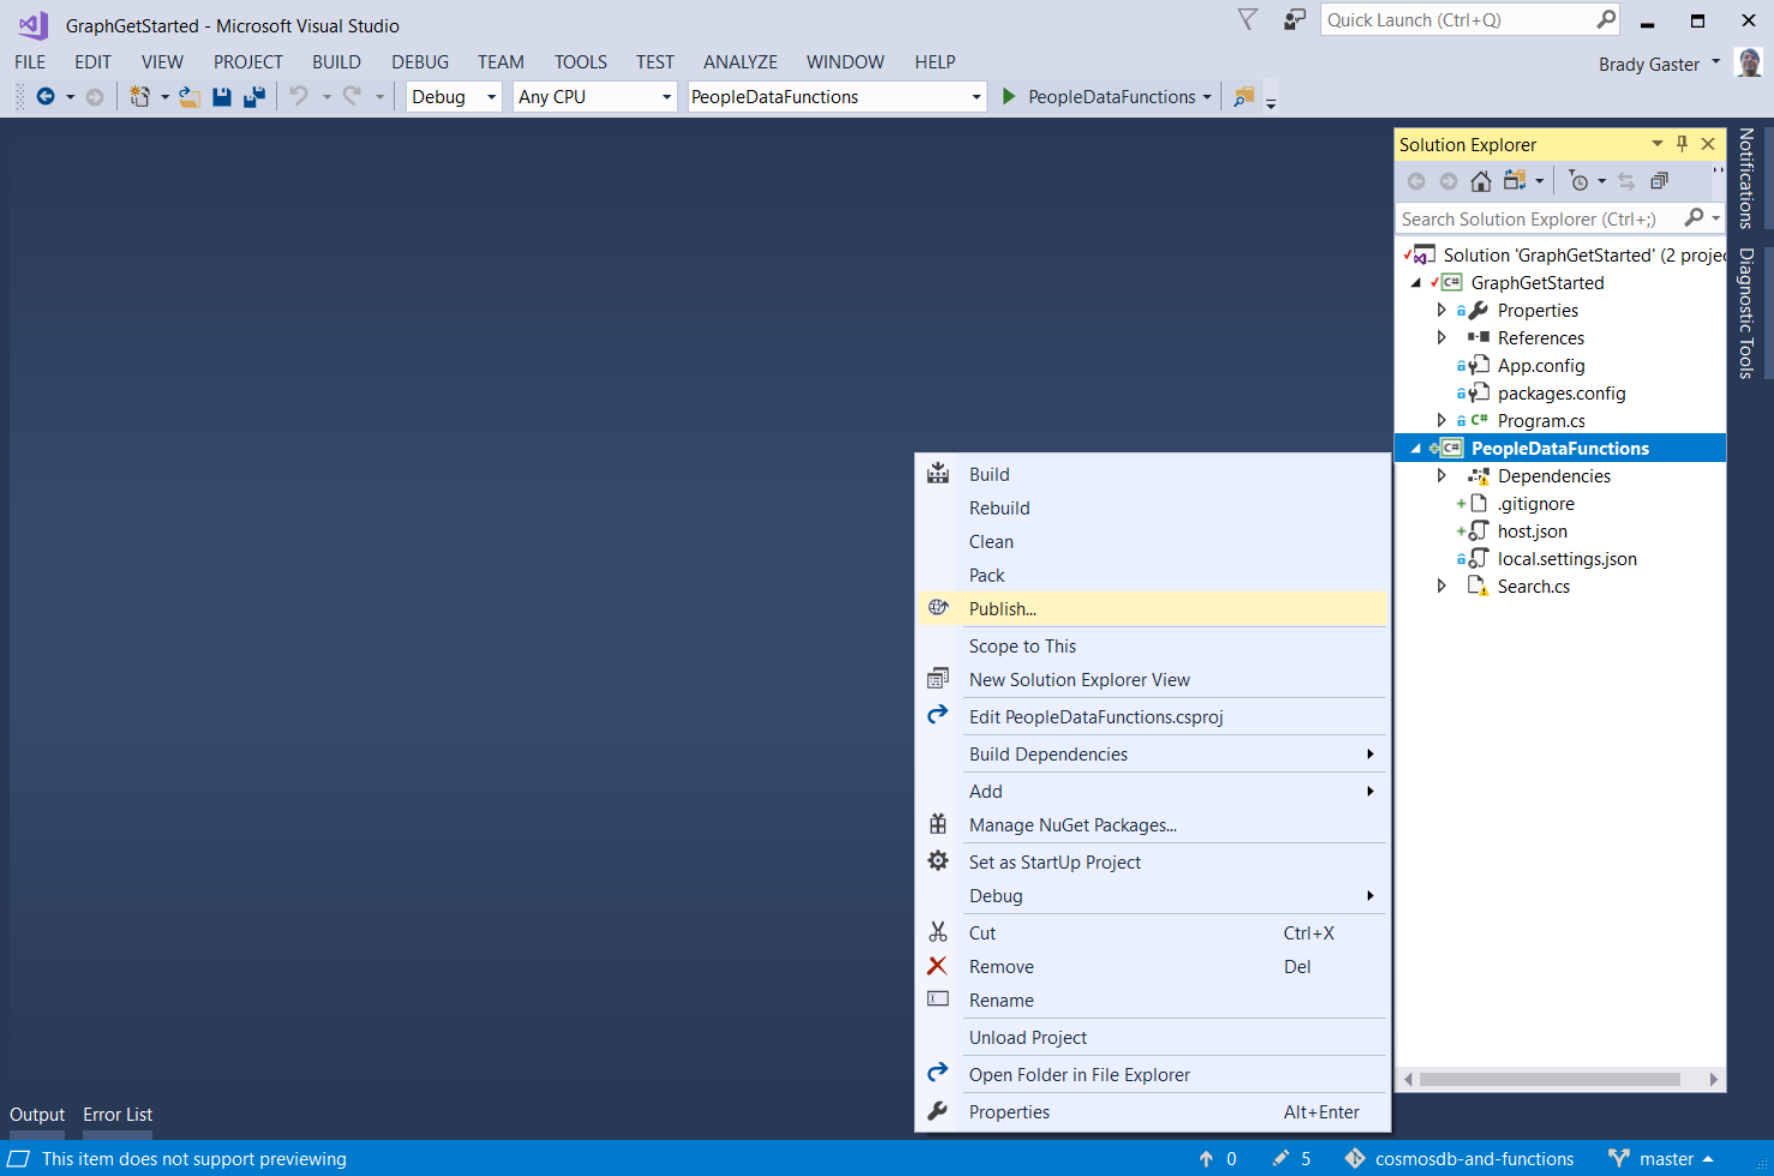 GraphGetStarted - Microsoft Visual Studio
Quick Launch (Ctrl+Q)
FILE EDIT VIEW PROJECT BUILD DEBUG TEAM TOOLS TEST ANALYZE WINDOW HELP
Brady Gaster
Debug Any CPU PeopleDataFunctions PeopleDataFunctions
Solution Explorer
Search Solution Explorer (Ctrl+;)
Solution 'GraphGetStarted' (2 projec
GraphGetStarted
Properties
References
App.config
packages.config
Program.cs
PeopleDataFunctions
Dependencies
.gitignore
host.json
local.settings.json
Search.cs
Notifications
Diagnostic Tools
Build
Rebuild
Clean
Pack
Publish...
Scope to This
New Solution Explorer View
Edit PeopleDataFunctions.csproj
Build Dependencies
Add
Manage NuGet Packages...
Set as StartUp Project
Debug
Cut Ctrl+X
Remove Del
Rename
Unload Project
Open Folder in File Explorer
Properties Alt+Enter
Output Error List
This item does not support previewing
0 5 cosmosdb-and-functions master